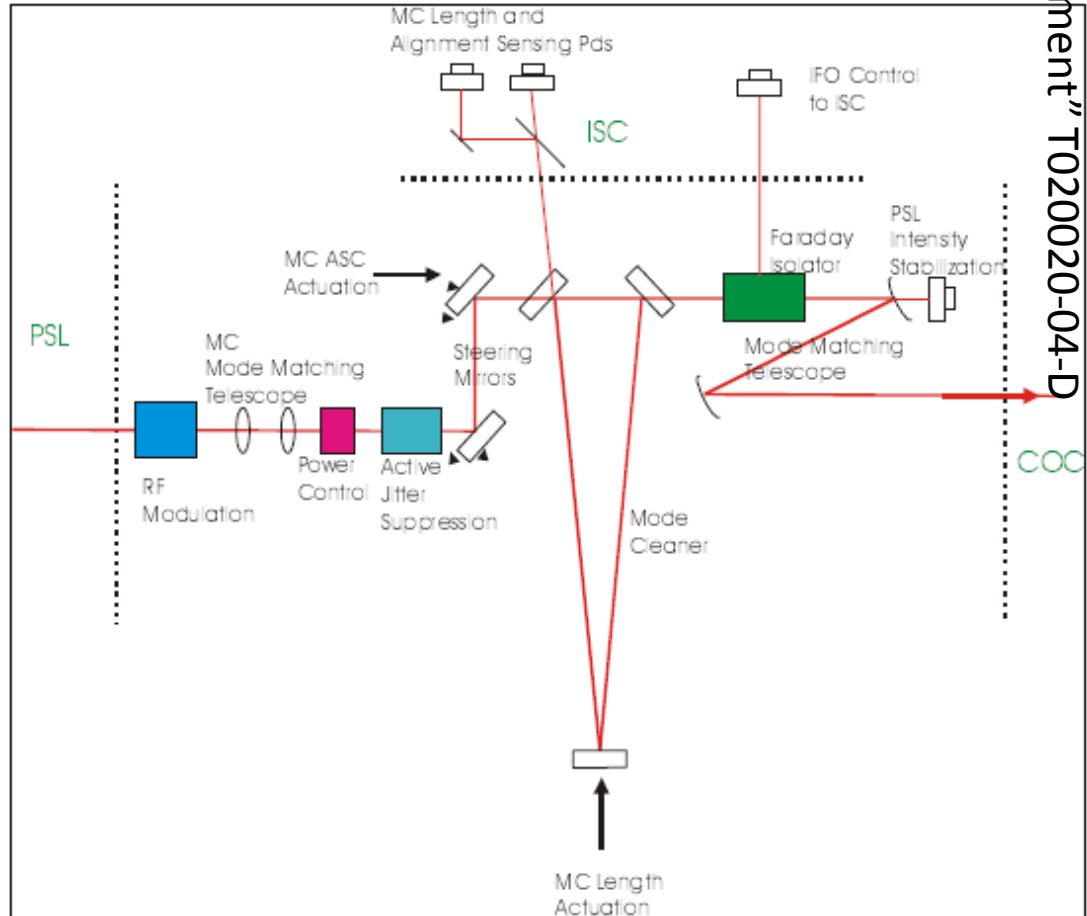 MC Length and
Alignment Sensing Pds
IFO Control
to ISC
ISC
ment” T020020-04-D
PSL
Intensity
Stabilization
Faraday
Isolator
MC ASC
Actuation
PSL
MC
Mode Matching
Telescope
Steering
Mirrors
Mode Matching
Telescope
Power
Control
Active
Jitter
Suppression
COC
RF
Modulation
Mode
Cleaner
MC Length
Actuation